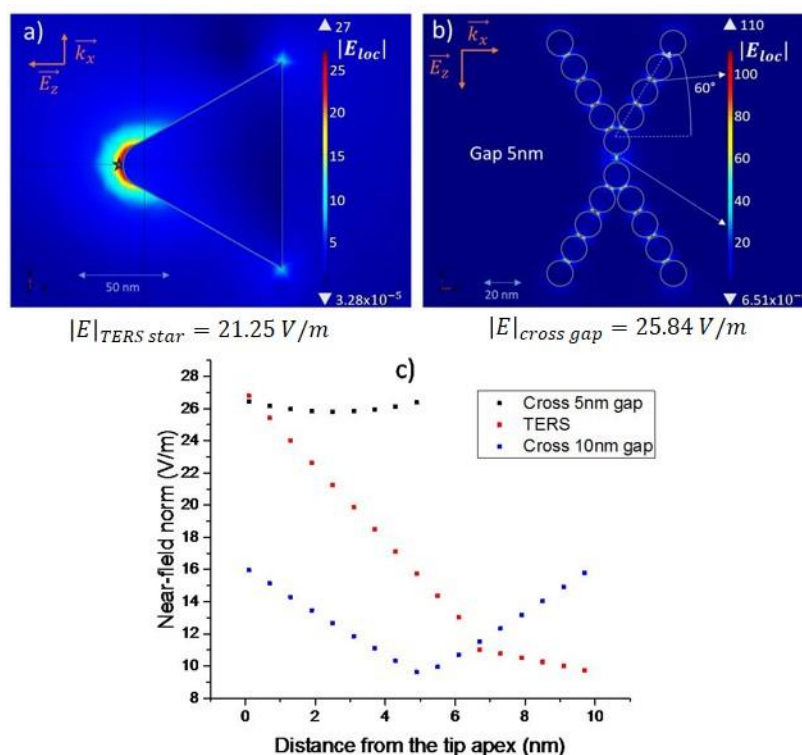 a)
k_x
E_z
27
|E_loc|
25
20
15
10
5
50 nm
3.28x10⁻⁵
b)
E_z
k_x
110
|E_loc|
100
80
60
40
20
60°
Gap 5nm
20 nm
|E|_TERS star = 21.25 V/m
|E|_cross gap = 25.84 V/m
c)
Cross 5nm gap
TERS
Cross 10nm gap
Near-field norm (V/m)
28
26
24
22
20
18
16
14
12
10
8
0 2 4 6 8 10
Distance from the tip apex (nm)